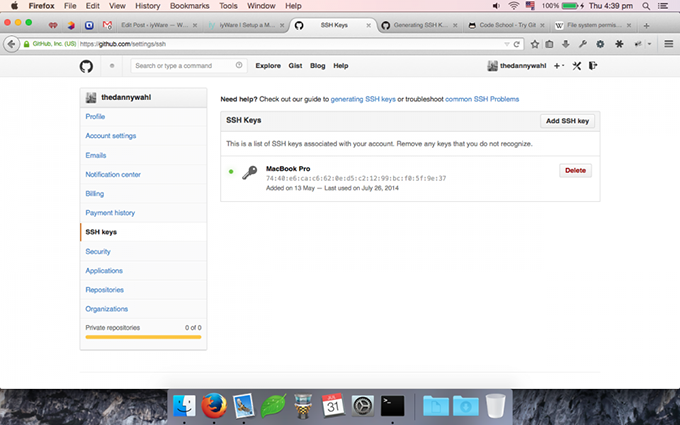 Firefox File Edit View History Bookmarks Tools Window Help 100% Thu 4:39 pm
Edit Post ‹ iyWare — W... iyWare | Setup a M... SSH Keys Generating SSH K... Code School - Try Git File system permis...
GitHub, Inc. (US) https://github.com/settings/ssh
Search or type a command Explore Gist Blog Help thedannywahl
thedannywahl
Profile
Account settings
Emails
Notification center
Billing
Payment history
SSH keys
Security
Applications
Repositories
Organizations
Private repositories 0 of 0
Need help? Check out our guide to generating SSH keys or troubleshoot common SSH Problems
SSH Keys Add SSH key
This is a list of SSH keys associated with your account. Remove any keys that you do not recognize.
MacBook Pro
74:40:e6:ca:c6:62:0e:d5:c2:12:99:bc:f0:5f:9e:37
Added on 13 May — Last used on July 26, 2014
Delete
JUL
31